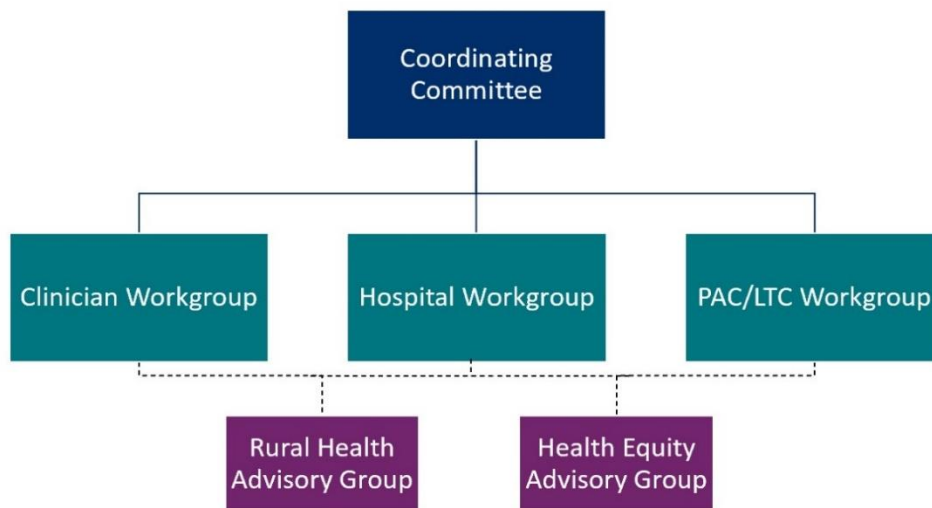 Coordinating
Committee
Clinician Workgroup
Hospital Workgroup
PAC/LTC Workgroup
Rural Health
Advisory Group
Health Equity
Advisory Group